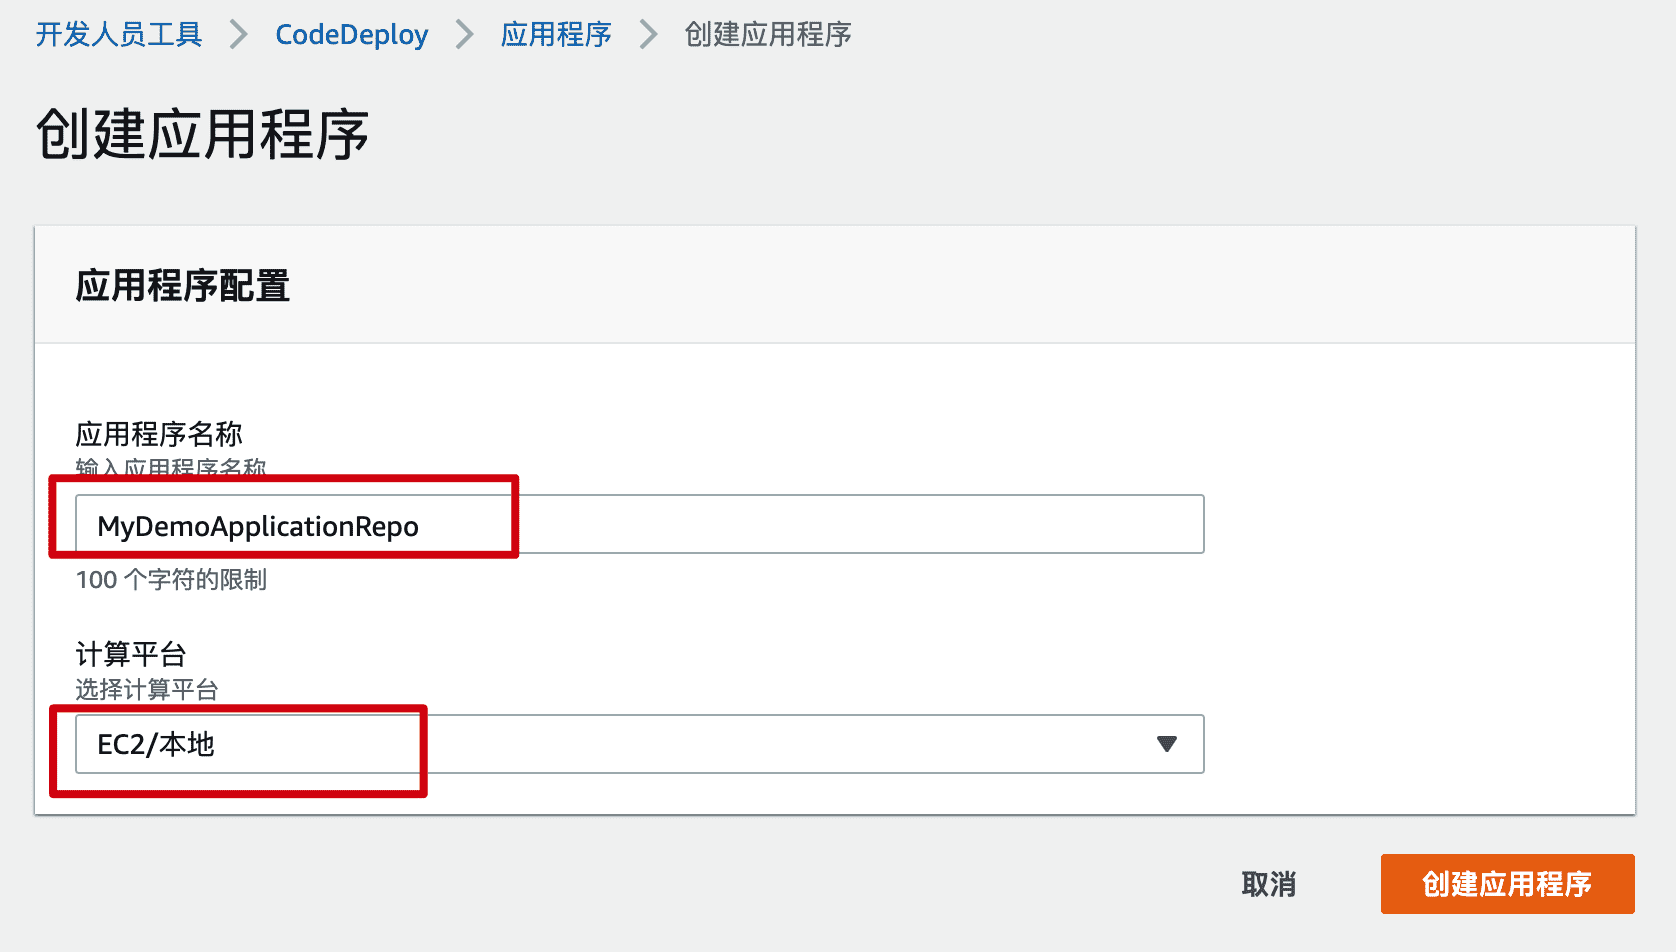 开发人员工具 > CodeDeploy > 应用程序 > 创建应用程序
创建应用程序
应用程序配置
应用程序名称
输入应用程序名称
MyDemoApplicationRepo
100 个字符的限制
计算平台
选择计算平台
EC2/本地
取消 创建应用程序